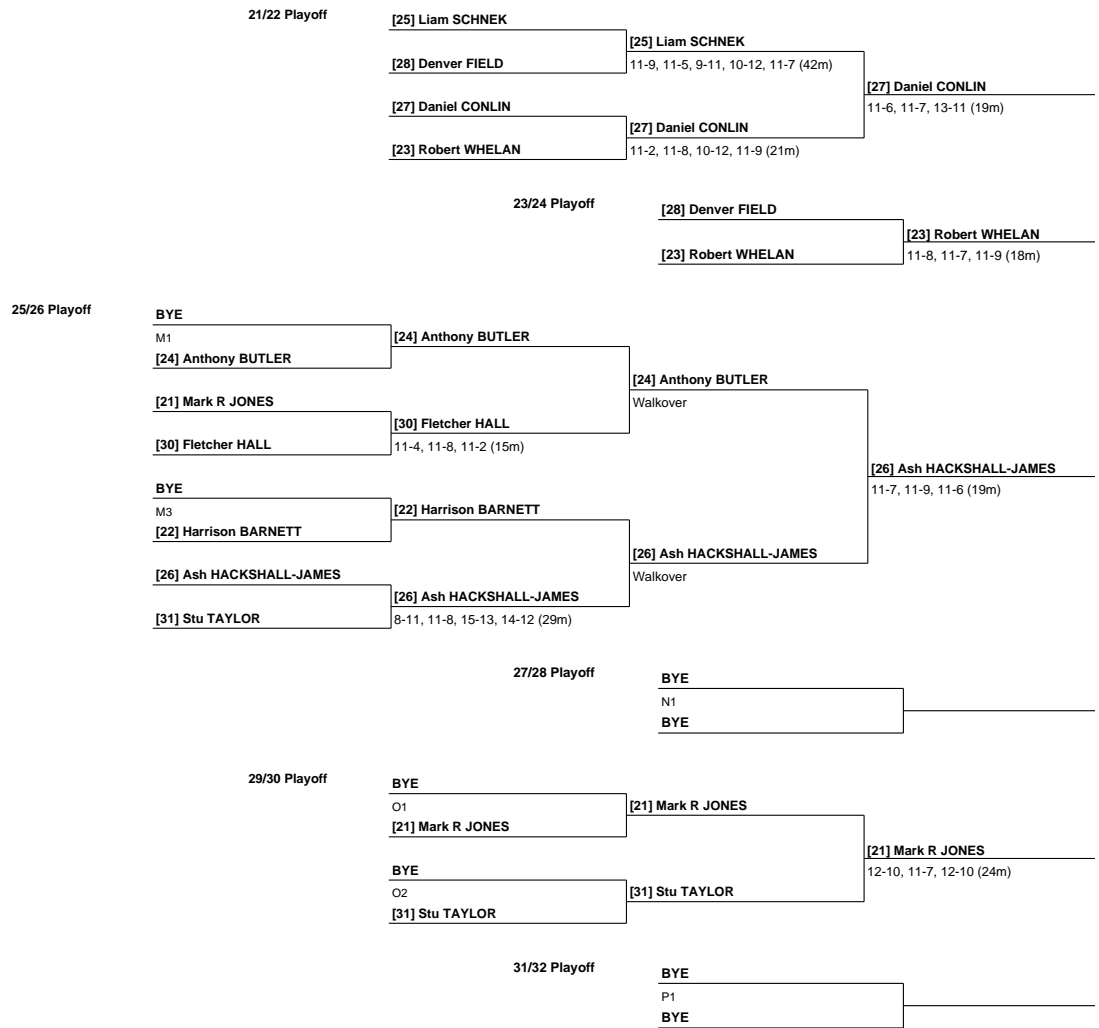 21/22 Playoff
[25] Liam SCHNEK
[28] Denver FIELD
[25] Liam SCHNEK
11-9, 11-5, 9-11, 10-12, 11-7 (42m)
[27] Daniel CONLIN
[23] Robert WHELAN
[27] Daniel CONLIN
11-2, 11-8, 10-12, 11-9 (21m)
[27] Daniel CONLIN
11-6, 11-7, 13-11 (19m)
23/24 Playoff
[28] Denver FIELD
[23] Robert WHELAN
[23] Robert WHELAN
11-8, 11-7, 11-9 (18m)
25/26 Playoff
BYE
M1
[24] Anthony BUTLER
[24] Anthony BUTLER
[21] Mark R JONES
[30] Fletcher HALL
[30] Fletcher HALL
11-4, 11-8, 11-2 (15m)
[24] Anthony BUTLER
Walkover
BYE
M3
[22] Harrison BARNETT
[22] Harrison BARNETT
[26] Ash HACKSHALL-JAMES
[31] Stu TAYLOR
[26] Ash HACKSHALL-JAMES
8-11, 11-8, 15-13, 14-12 (29m)
[26] Ash HACKSHALL-JAMES
Walkover
[26] Ash HACKSHALL-JAMES
11-7, 11-9, 11-6 (19m)
27/28 Playoff
BYE
N1
BYE
29/30 Playoff
BYE
O1
[21] Mark R JONES
[21] Mark R JONES
BYE
O2
[31] Stu TAYLOR
[31] Stu TAYLOR
[21] Mark R JONES
12-10, 11-7, 12-10 (24m)
31/32 Playoff
BYE
P1
BYE